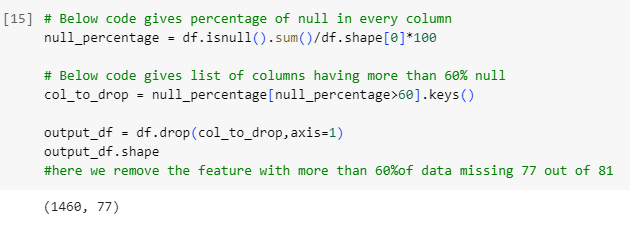 [15] # Below code gives percentage of null in every column
null_percentage = df.isnull().sum()/df.shape[0]*100
# Below code gives list of columns having more than 60% null
col_to_drop = null_percentage[null_percentage>60].keys()
output_df = df.drop(col_to_drop,axis=1)
output_df.shape
#here we remove the feature with more than 60%of data missing 77 out of 81
(1460, 77)